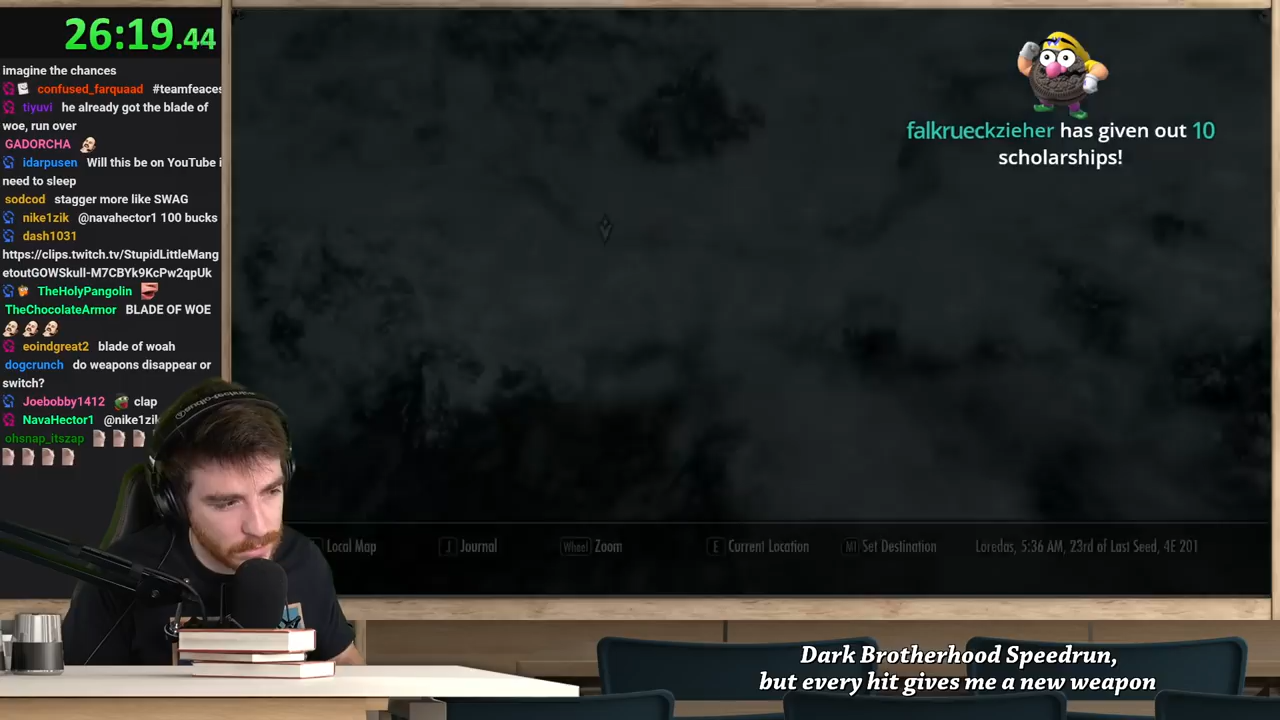 26:19.44
imagine the chances
confused_farquaad #teamfeaces
tiyuvi he already got the blade of
woe, run over
GADORCHA
idarpusen Will this be on YouTube i
need to sleep
sodcod stagger more like SWAG
nike1zik @navahector1 100 bucks
dash1031
https://clips.twitch.tv/StupidLittleMang
etoutGOWSkull-M7CBYk9KcPw2qpUk
TheHolyPangolin
TheChocolateArmor BLADE OF WOE
eoindgreat2 blade of woah
dogcrunch do weapons disappear or
switch?
Joebobby1412 clap
NavaHector1 @nike1zik
ohsnap_itszap
falkrueckzieher has given out 10
scholarships!
Local Map
J Journal
Wheel Zoom
E Current Location
M1 Set Destination
Loredas, 5:36 AM, 23rd of Last Seed, 4E 201
Dark Brotherhood Speedrun,
but every hit gives me a new weapon